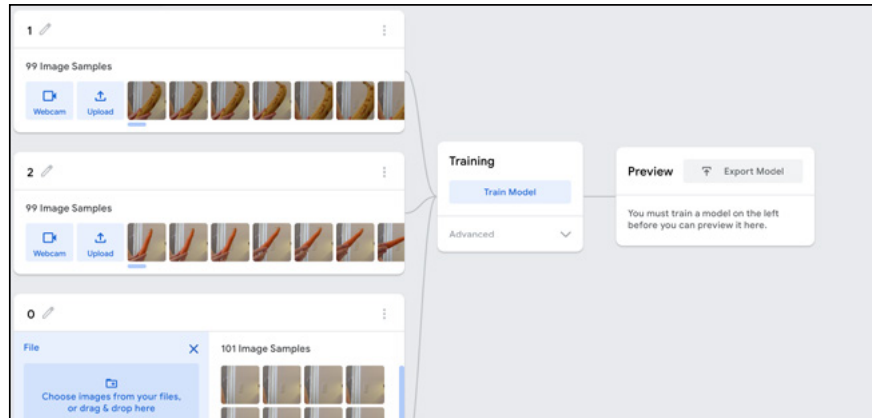 1
99 Image Samples
Webcam
Upload
2
99 Image Samples
Webcam
Upload
0
File
101 Image Samples
Choose images from your files,
or drag & drop here
Training
Train Model
Advanced
Preview
Export Model
You must train a model on the left
before you can preview it here.